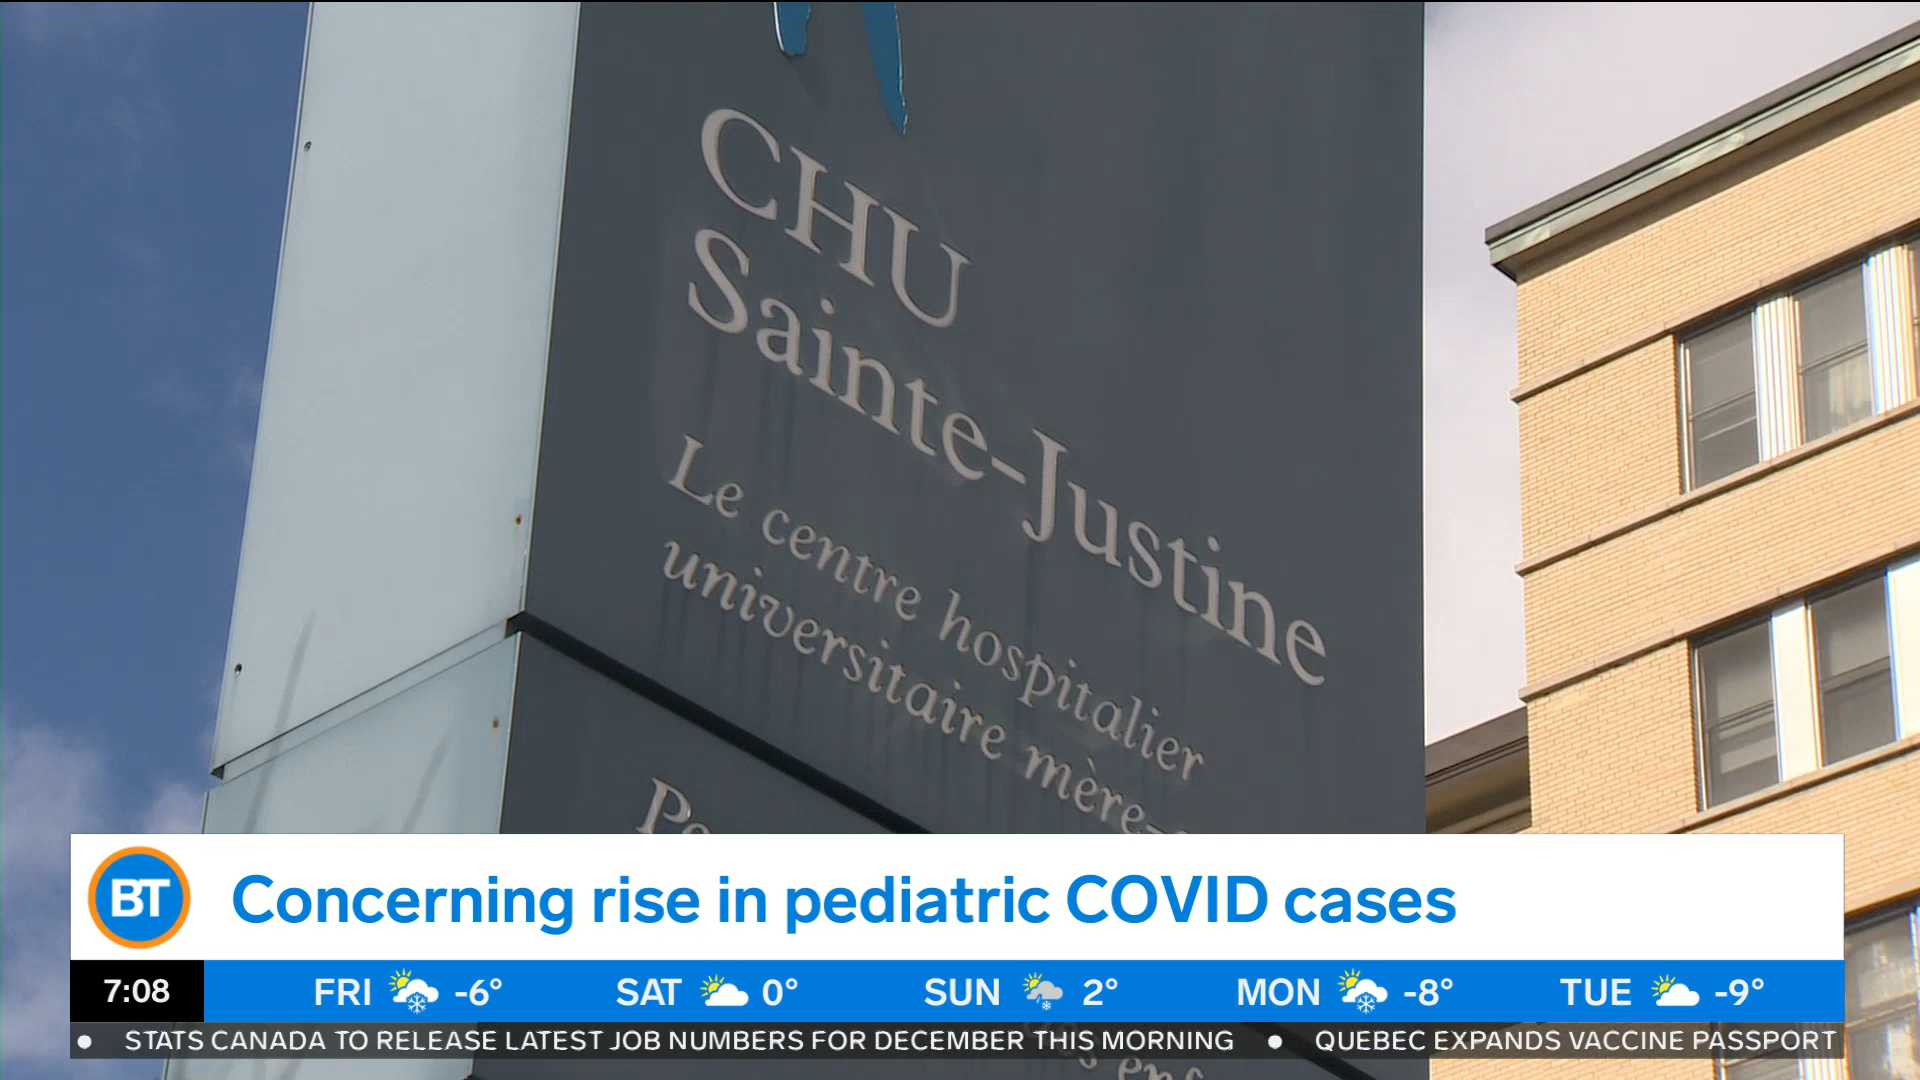 CHU
Sainte-Justine
Le centre hospitalier
universitaire mère-
BT
Concerning rise in pediatric COVID cases
7:08
FRI -6° SAT 0° SUN 2° MON -8° TUE -9°
• STATS CANADA TO RELEASE LATEST JOB NUMBERS FOR DECEMBER THIS MORNING • QUEBEC EXPANDS VACCINE PASSPORT